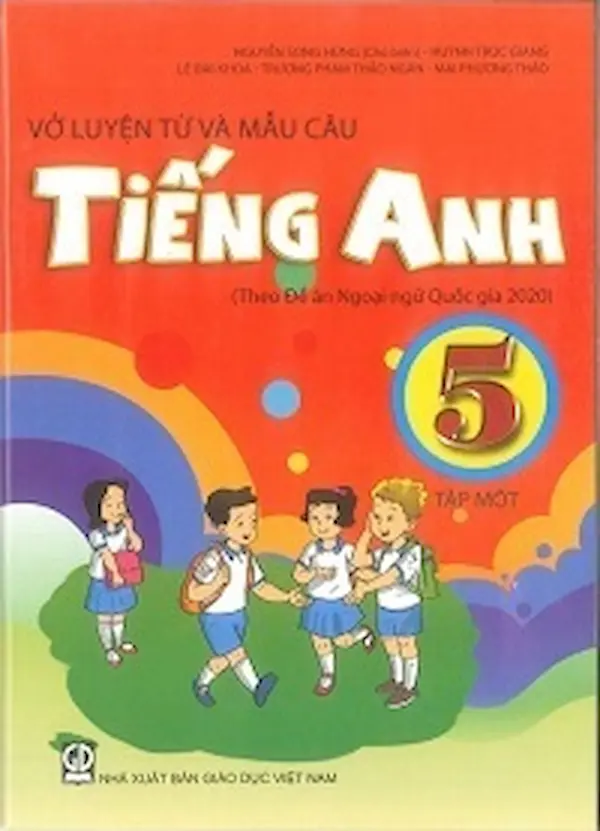 NGUYỄN SONG HÙNG (Chủ biên) - HUỲNH TRÚC GIANG
LÊ ĐẠI KHOA - TRƯƠNG PHẠM THẢO NGÂN - MAI PHƯƠNG THẢO
VỞ LUYỆN TỪ VÀ MẪU CÂU
TIẾNG ANH
(Theo Đề án Ngoại ngữ Quốc gia 2020)
5
TẬP MỘT
NHÀ XUẤT BẢN GIÁO DỤC VIỆT NAM